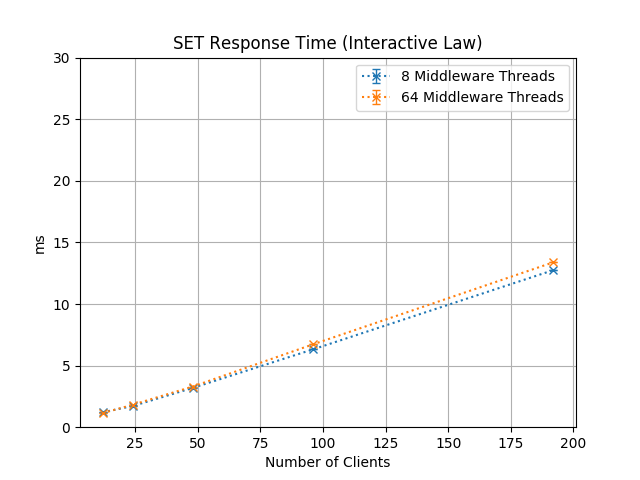 SET Response Time (Interactive Law)
30
25
20
15
10
5
0
ms
8 Middleware Threads
64 Middleware Threads
25 50 75 100 125 150 175 200
Number of Clients